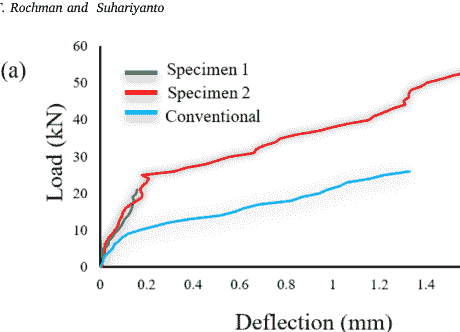 T. Rochman and Suhariyanto
(a)
60
50
40
30
20
10
0
Load (kN)
Specimen 1
Specimen 2
Conventional
0 0.2 0.4 0.6 0.8 1 1.2 1.4
Deflection (mm)